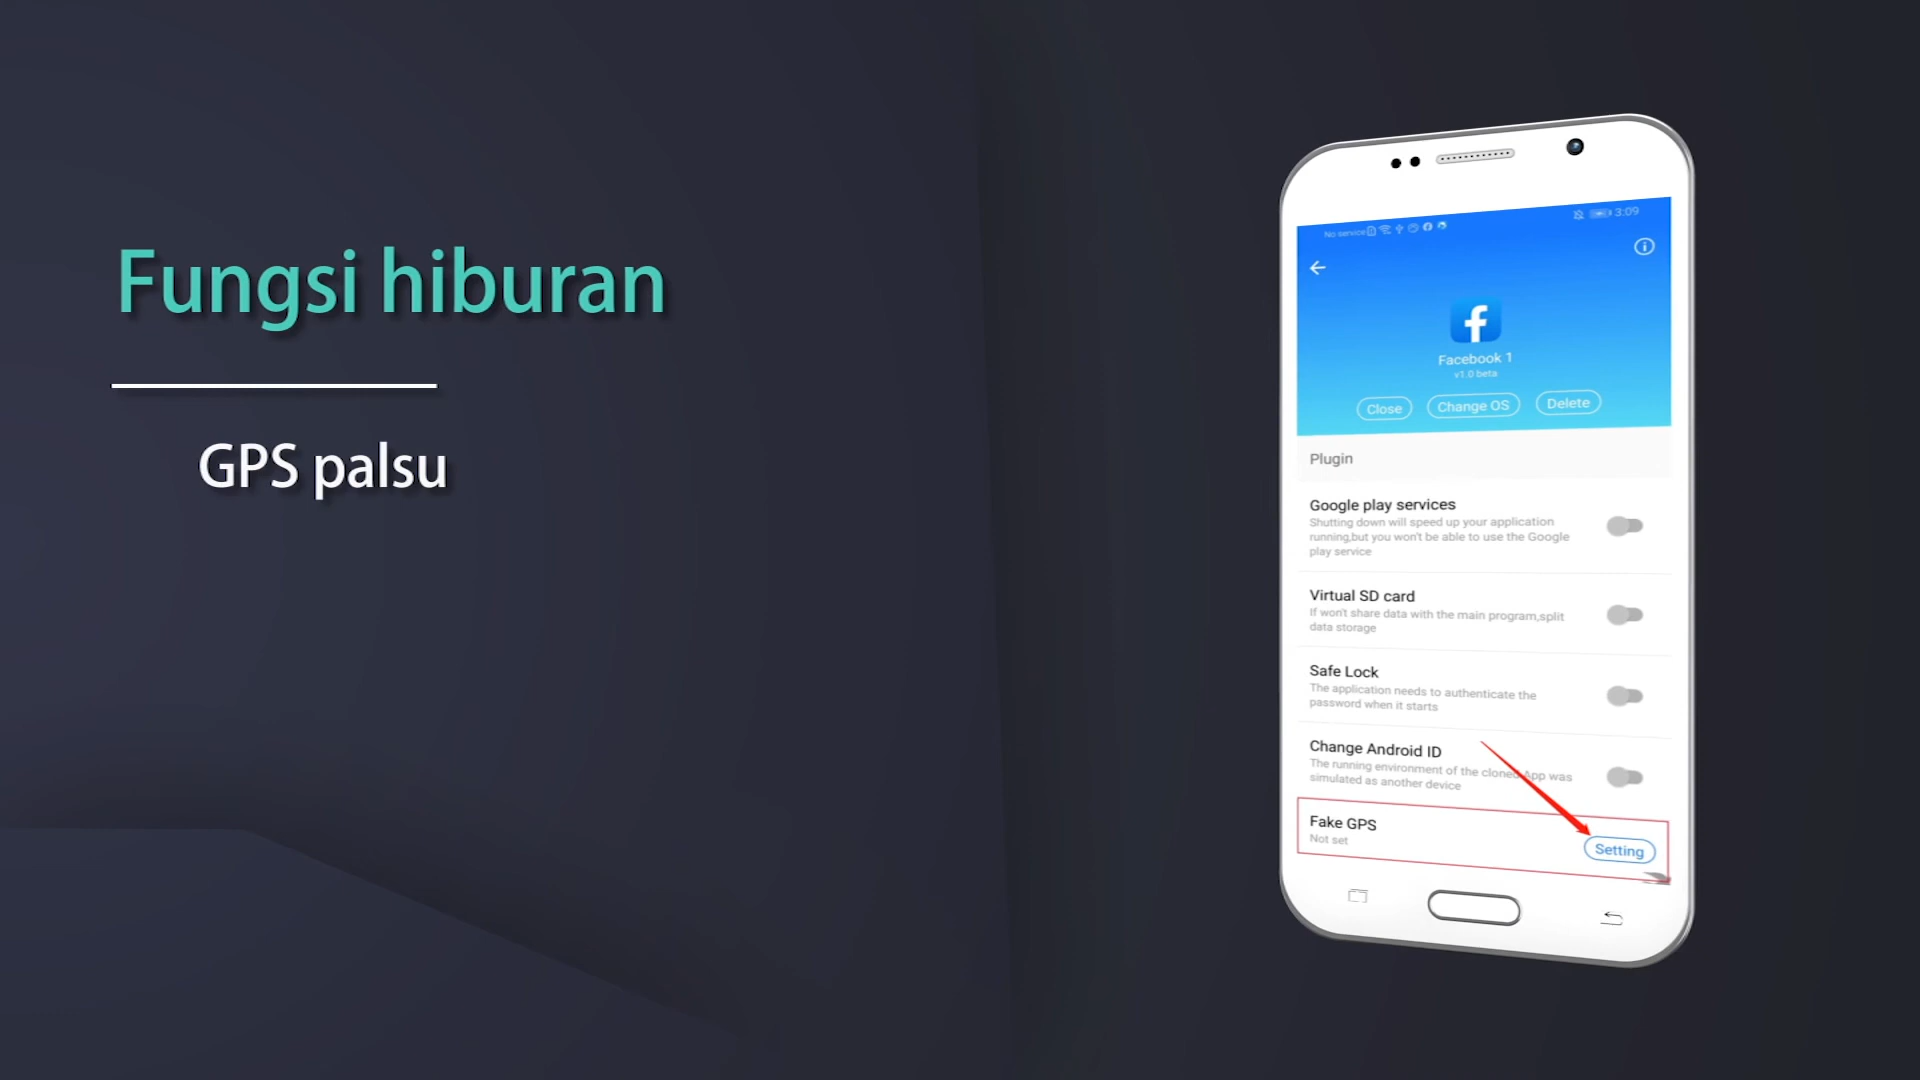 Fungsi hiburan
GPS palsu
No service
3:09
Facebook 1
v1.0 beta
Close
Change OS
Delete
Plugin
Google play services
Shutting down will speed up your application
running,but you won't be able to use the Google
play service
Virtual SD card
If won't share data with the main program,split
data storage
Safe Lock
The application needs to authenticate the
password when it starts
Change Android ID
The running environment of the cloned App was
simulated as another device
Fake GPS
Not set
Setting